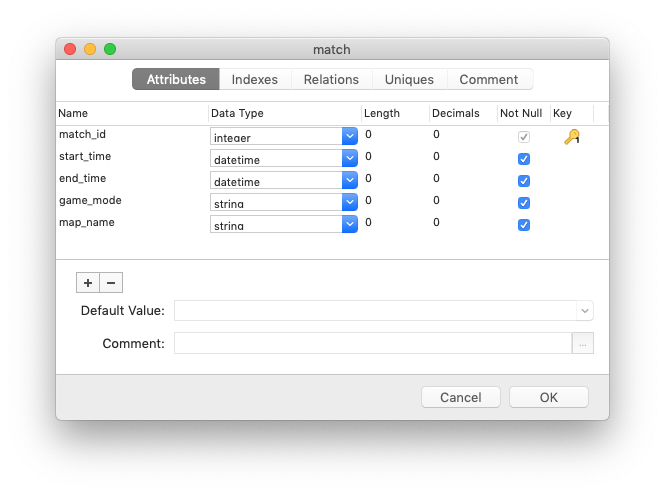 match
Attributes Indexes Relations Uniques Comment
Name Data Type Length Decimals Not Null Key
match_id integer 0 0 1
start_time datetime 0 0
end_time datetime 0 0
game_mode string 0 0
map_name string 0 0
+ −
Default Value:
Comment: ...
Cancel OK